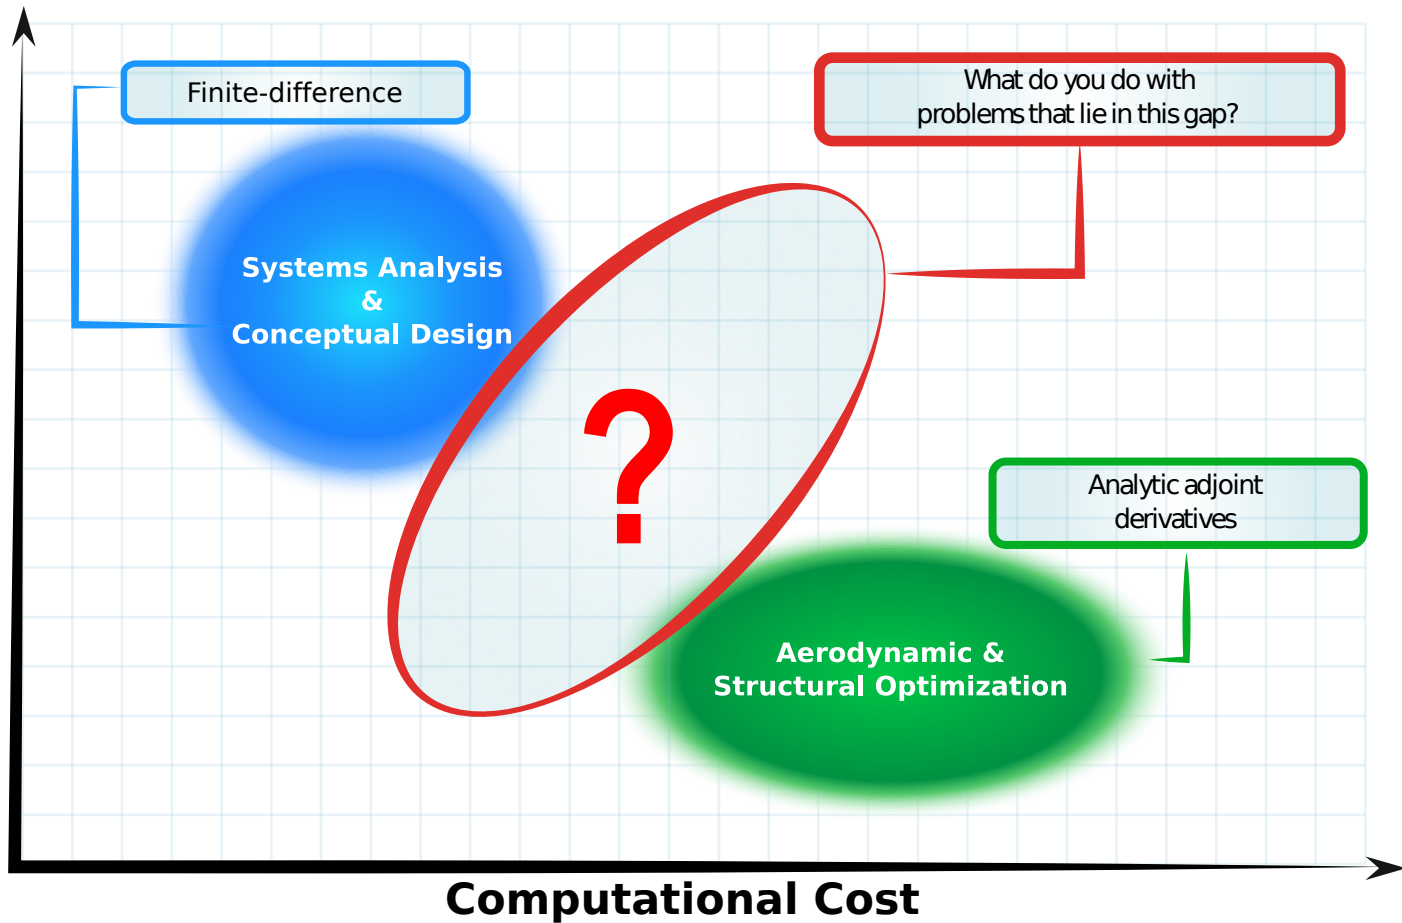 Finite-difference
What do you do with
problems that lie in this gap?
Systems Analysis
&
Conceptual Design
?
Analytic adjoint
derivatives
Aerodynamic &
Structural Optimization
Computational Cost